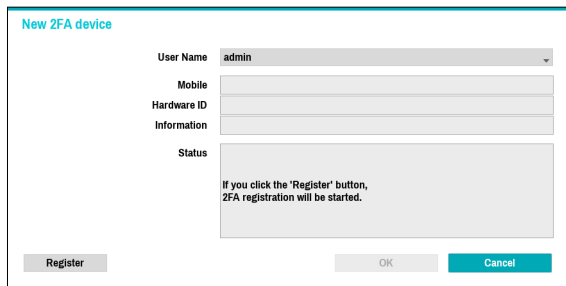 New 2FA device
User Name admin
Mobile
Hardware ID
Information
Status
If you click the 'Register' button,
2FA registration will be started.
Register OK Cancel